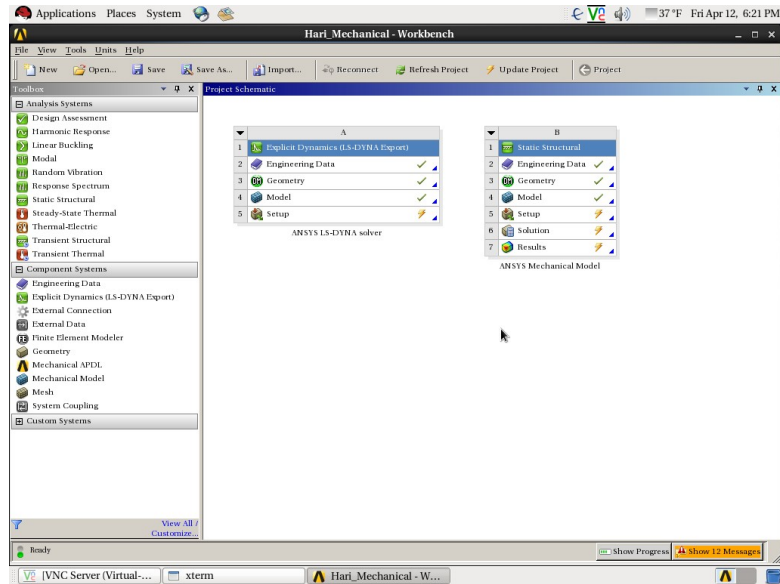 Applications Places System
37 °F Fri Apr 12, 6:21 PM
Hari_Mechanical - Workbench
File View Tools Units Help
New Open... Save Save As... Import... Reconnect Refresh Project Update Project Project
Toolbox
Analysis Systems
Design Assessment
Harmonic Response
Linear Buckling
Modal
Random Vibration
Response Spectrum
Static Structural
Steady-State Thermal
Thermal-Electric
Transient Structural
Transient Thermal
Component Systems
Engineering Data
Explicit Dynamics (LS-DYNA Export)
External Connection
External Data
Finite Element Modeler
Geometry
Mechanical APDL
Mechanical Model
Mesh
System Coupling
Custom Systems
View All /
Customize...
Project Schematic
A
1 Explicit Dynamics (LS-DYNA Export)
2 Engineering Data
3 Geometry
4 Model
5 Setup
ANSYS LS-DYNA solver
B
1 Static Structural
2 Engineering Data
3 Geometry
4 Model
5 Setup
6 Solution
7 Results
ANSYS Mechanical Model
Ready
Show Progress Show 12 Messages
[VNC Server (Virtual-... xterm Hari_Mechanical - W...